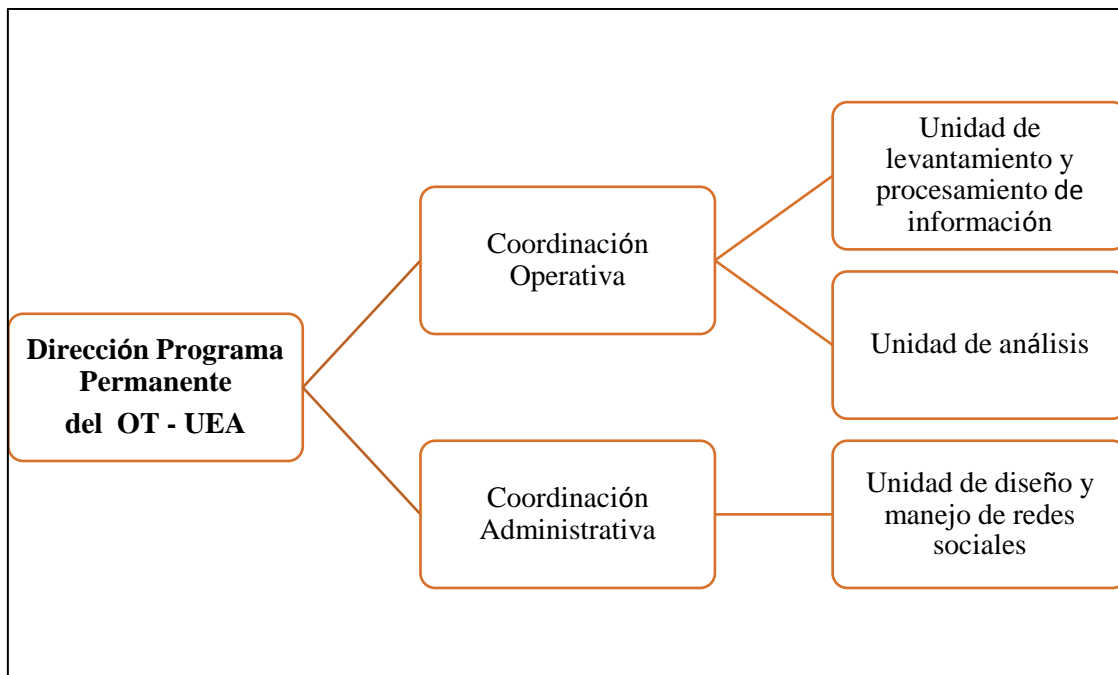 Unidad de
levantamiento y
procesamiento de
información
Coordinación
Operativa
Unidad de análisis
Dirección Programa
Permanente
del OT - UEA
Coordinación
Administrativa
Unidad de diseño y
manejo de redes
sociales